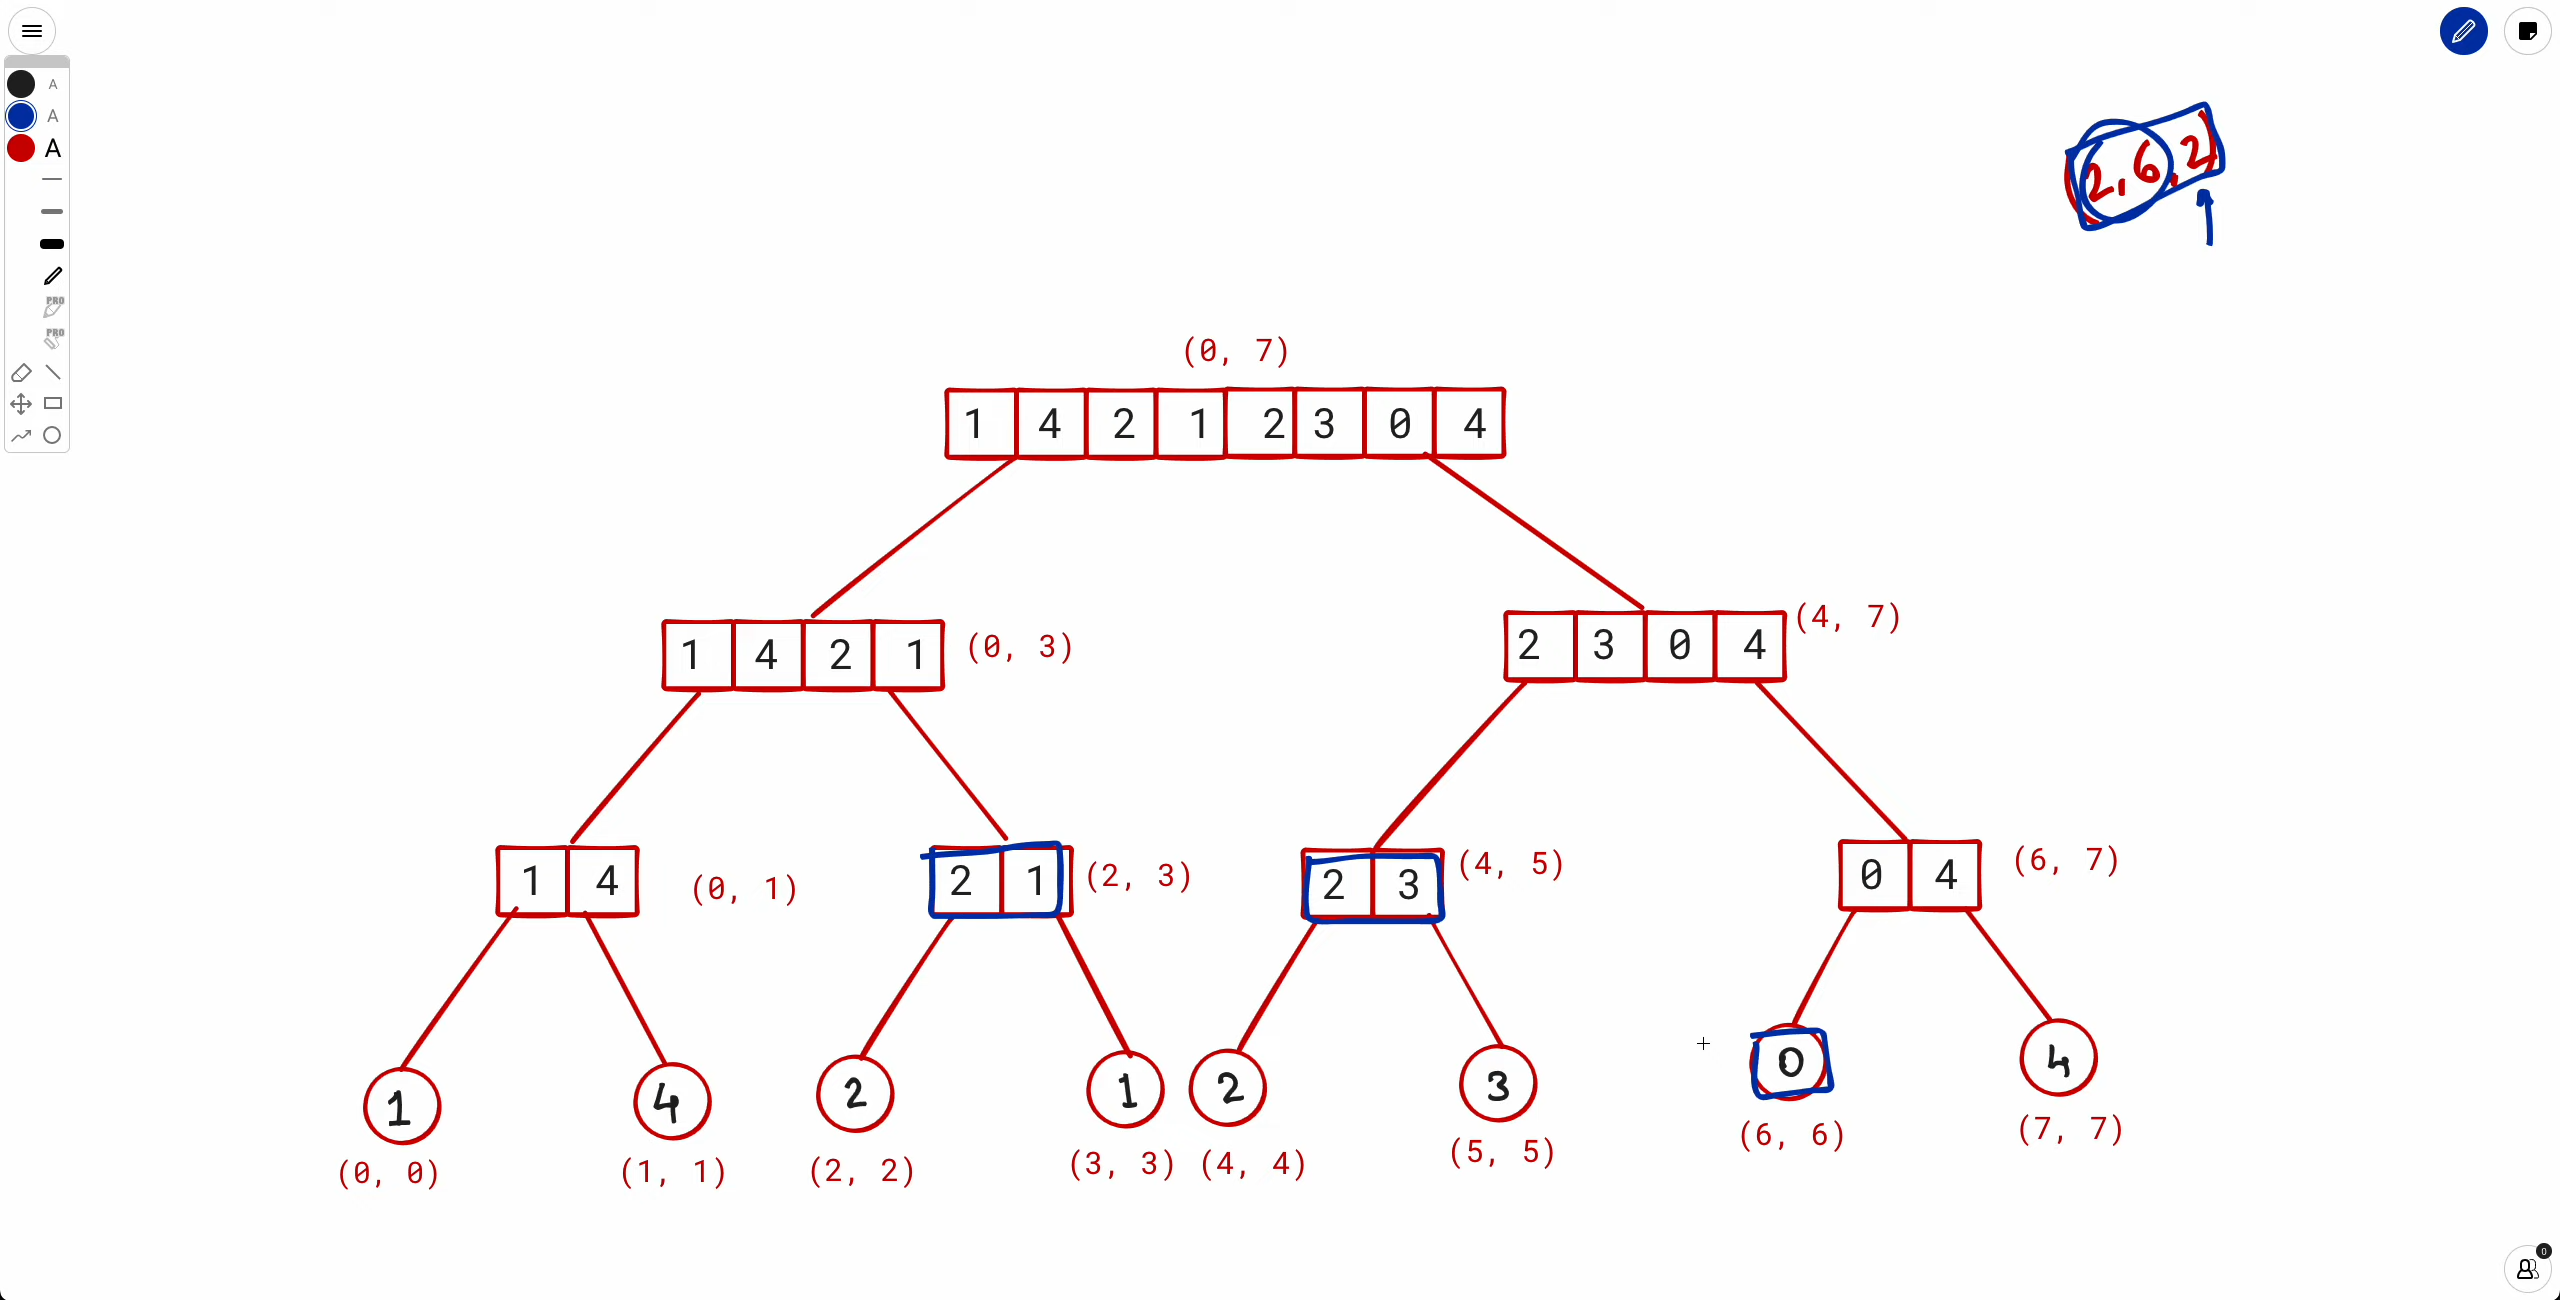 A
A
A
PRO
PRO
(2,6,2)
(0, 7)
1 4 2 1 2 3 0 4
1 4 2 1 (0, 3)
2 3 0 4 (4, 7)
1 4 (0, 1)
2 1 (2, 3)
2 3 (4, 5)
0 4 (6, 7)
1 4 2 1 2 3 0 4
(0, 0) (1, 1) (2, 2) (3, 3) (4, 4) (5, 5) (6, 6) (7, 7)
0